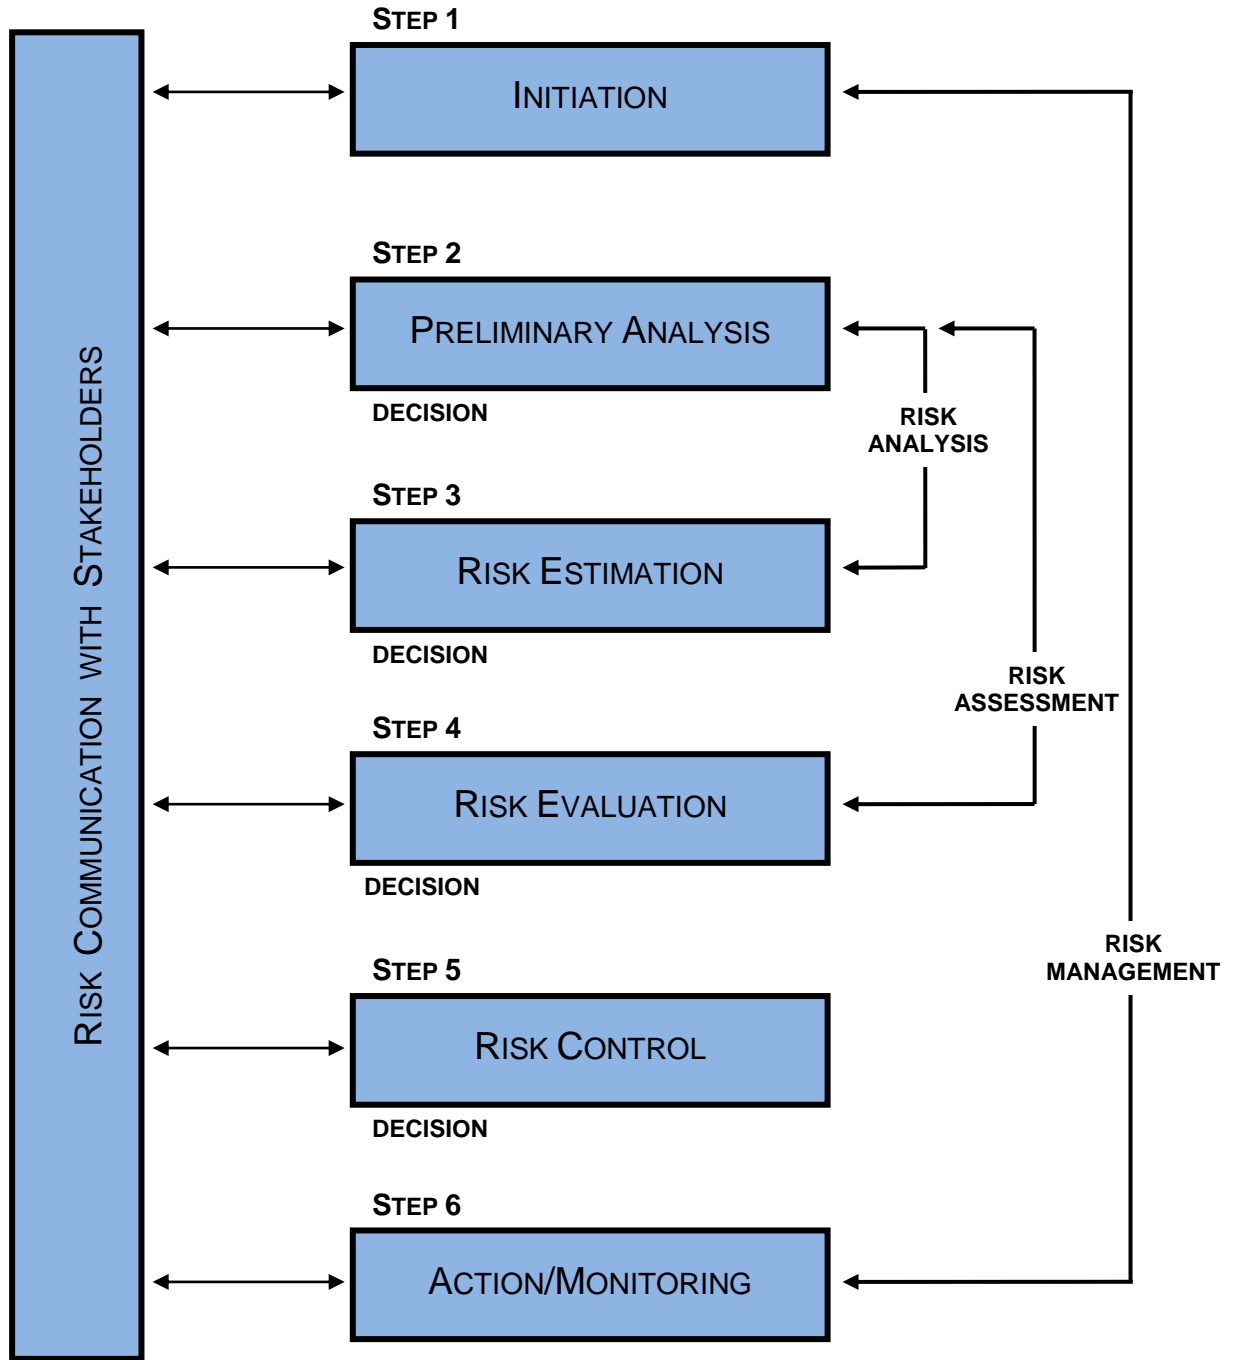 STEP 1
INITIATION
STEP 2
PRELIMINARY ANALYSIS
DECISION
RISK
ANALYSIS
STEP 3
RISK ESTIMATION
DECISION
RISK
ASSESSMENT
STEP 4
RISK EVALUATION
DECISION
RISK
MANAGEMENT
STEP 5
RISK CONTROL
DECISION
STEP 6
ACTION/MONITORING
RISK COMMUNICATION WITH STAKEHOLDERS